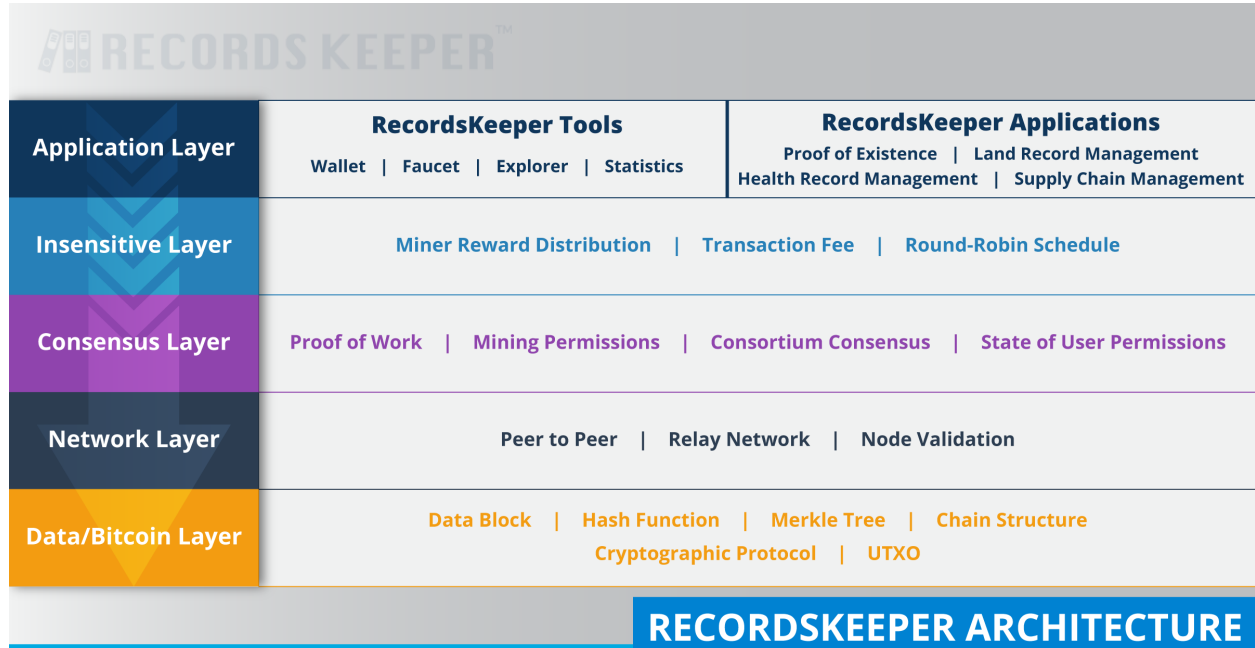 RECORDS KEEPER™
Application Layer
RecordsKeeper Tools
Wallet | Faucet | Explorer | Statistics
RecordsKeeper Applications
Proof of Existence | Land Record Management
Health Record Management | Supply Chain Management
Insensitive Layer
Miner Reward Distribution | Transaction Fee | Round-Robin Schedule
Consensus Layer
Proof of Work | Mining Permissions | Consortium Consensus | State of User Permissions
Network Layer
Peer to Peer | Relay Network | Node Validation
Data/Bitcoin Layer
Data Block | Hash Function | Merkle Tree | Chain Structure
Cryptographic Protocol | UTXO
RECORDSKEEPER ARCHITECTURE